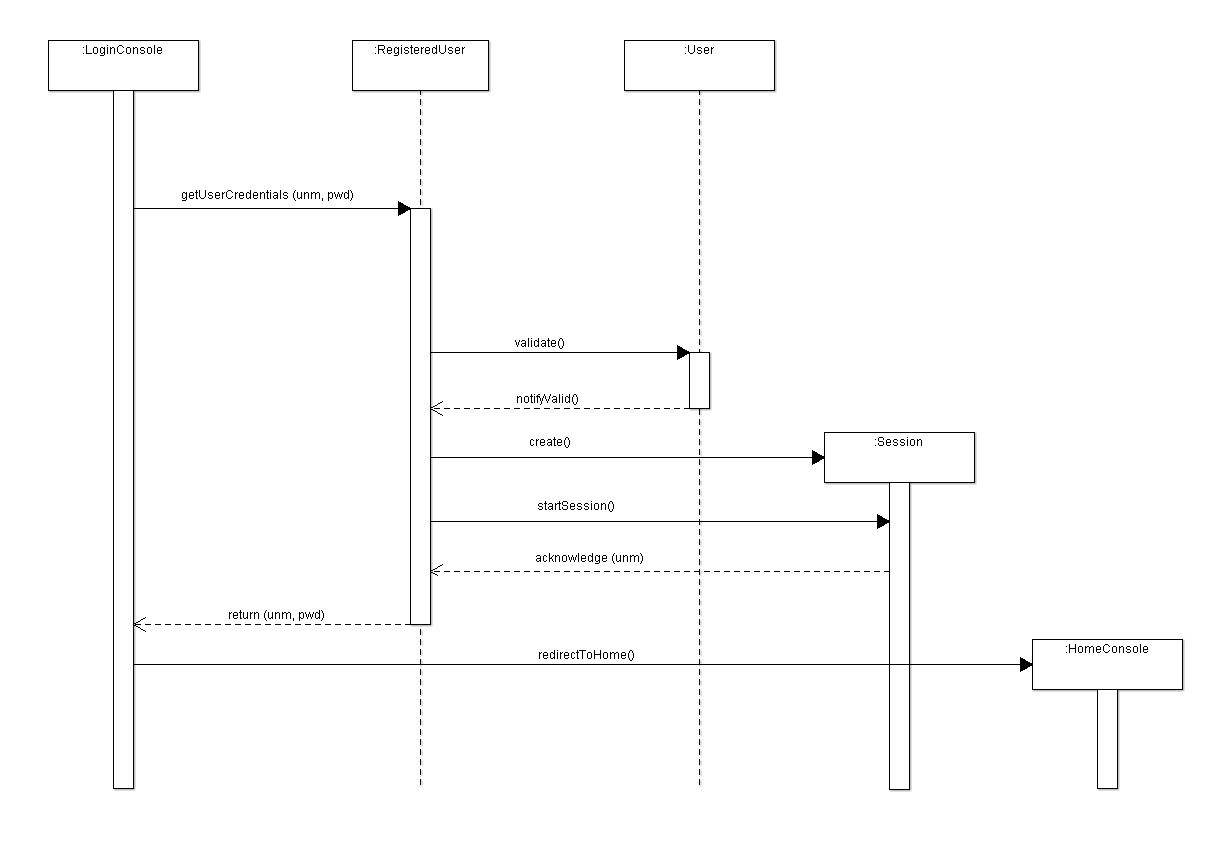 :LoginConsole
:RegisteredUser
:User
getUserCredentials (unm, pwd)
validate()
notifyValid()
create()
:Session
startSession()
acknowledge (unm)
return (unm, pwd)
redirectToHome()
:HomeConsole